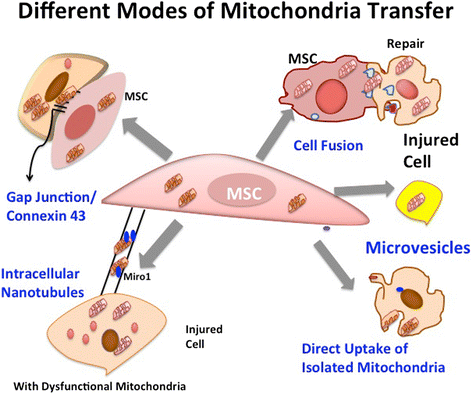 Different Modes of Mitochondria Transfer
MSC
Gap Junction/
Connexin 43
MSC
Repair
Cell Fusion
Injured
Cell
MSC
Microvesicles
Intracellular
Nanotubules
Miro1
Injured
Cell
With Dysfunctional Mitochondria
Direct Uptake of
Isolated Mitochondria